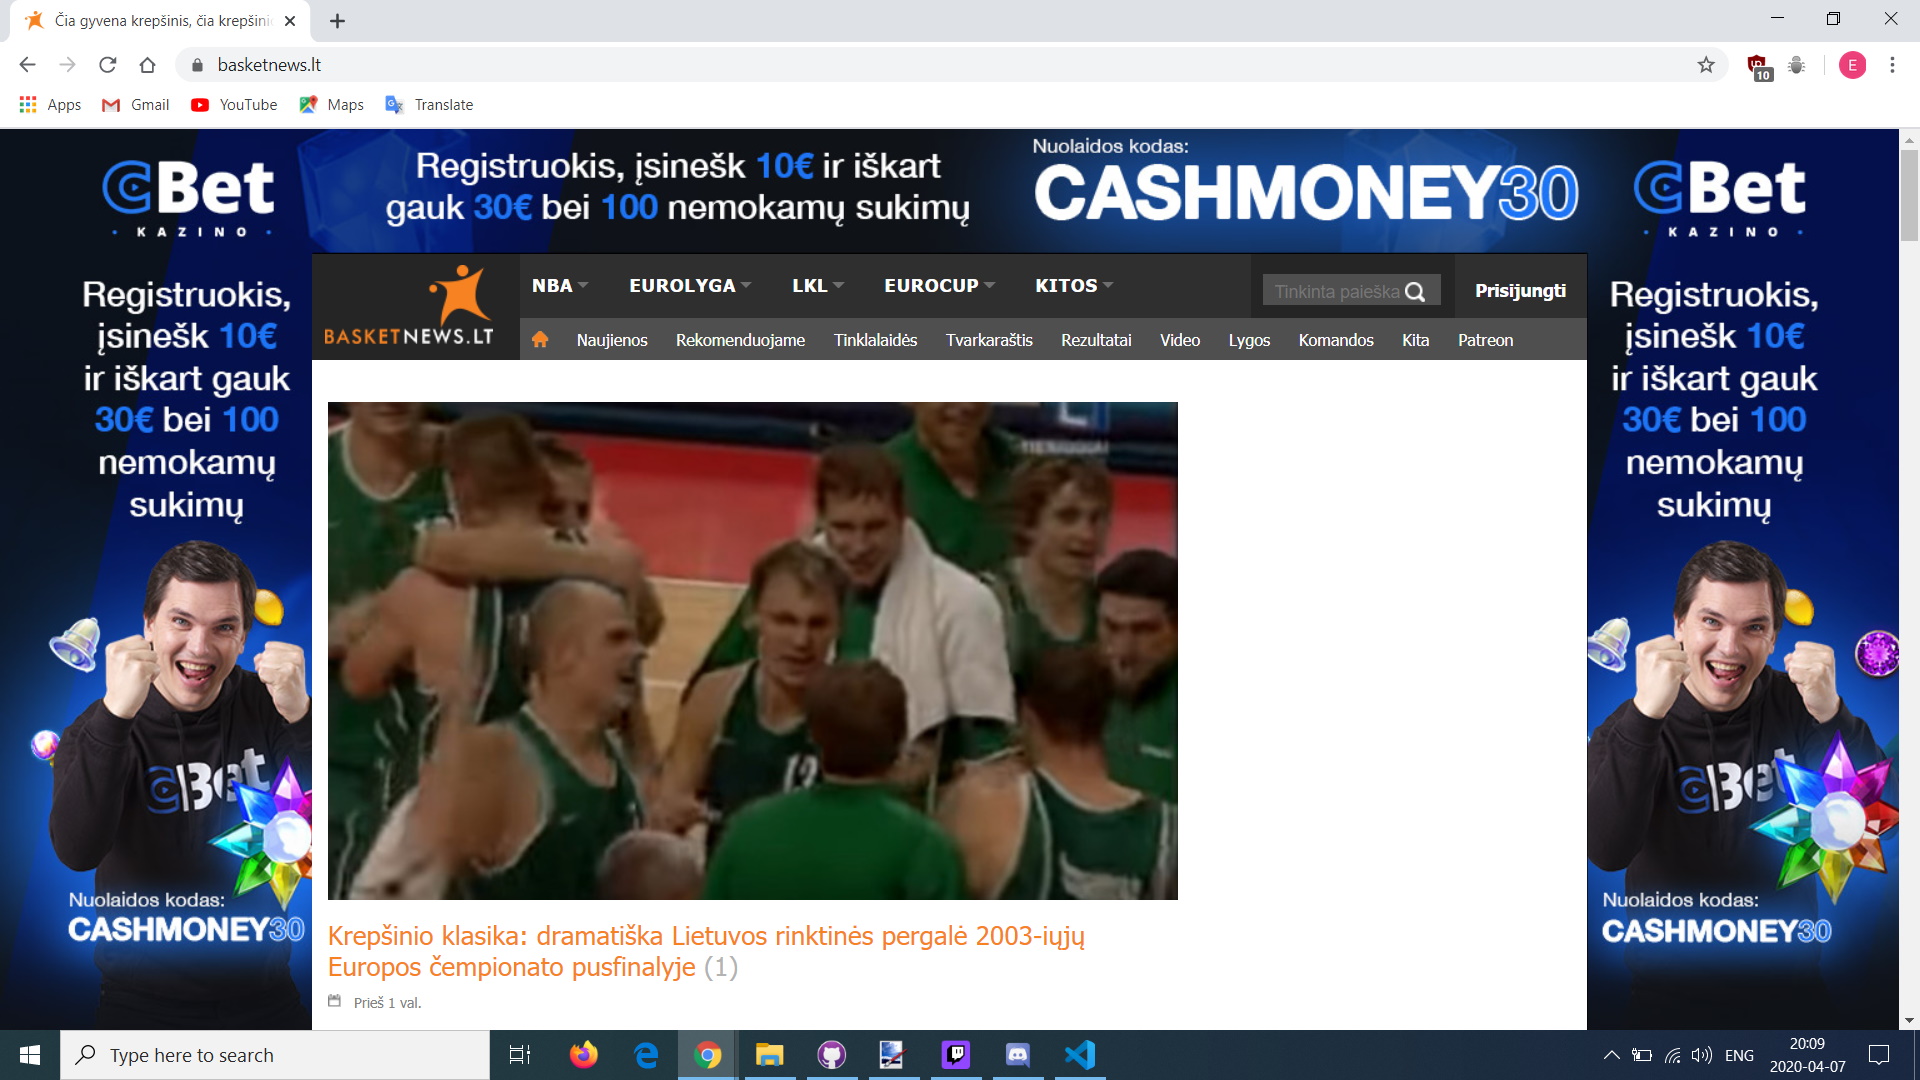 Čia gyvena krepšinis, čia krepšini
basketnews.lt
10
E
Apps
Gmail
YouTube
Maps
Translate
CBet
KAZINO
Registruokis, įsinešk 10€ ir iškart
gauk 30€ bei 100 nemokamų sukimų
Nuolaidos kodas:
CASHMONEY30
CBet
KAZINO
Registruokis,
įsinešk 10€
ir iškart gauk
30€ bei 100
nemokamų
sukimų
CBet
Nuolaidos kodas:
CASHMONEY30
BASKETNEWS.LT
NBA
EUROLYGA
LKL
EUROCUP
KITOS
Tinkinta paieška
Prisijungti
Naujienos
Rekomenduojame
Tinklalaidės
Tvarkaraštis
Rezultatai
Video
Lygos
Komandos
Kita
Patreon
12
Krepšinio klasika: dramatiška Lietuvos rinktinės pergalė 2003-iųjų
Europos čempionato pusfinalyje (1)
Prieš 1 val.
Registruokis,
įsinešk 10€
ir iškart gauk
30€ bei 100
nemokamų
sukimų
CBet
Nuolaidos kodas:
CASHMONEY30
Type here to search
ENG
20:09
2020-04-07